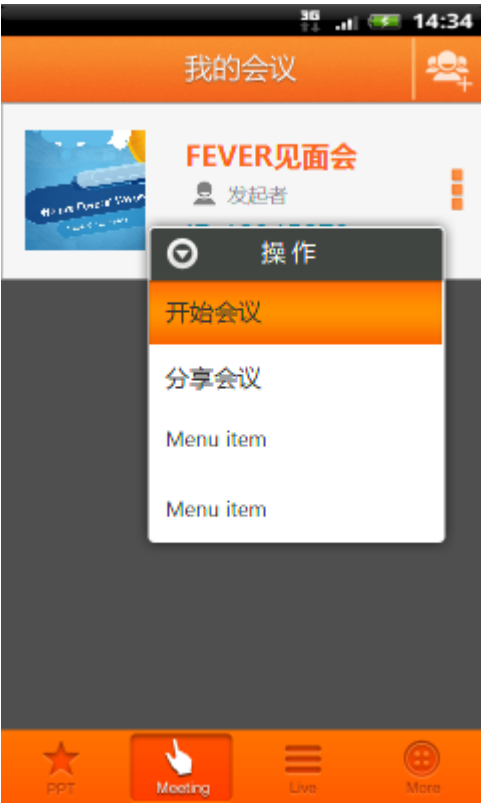 3G 14:34
我的会议
FEVER见面会
发起者
操作
开始会议
分享会议
Menu item
Menu item
PPT
Meeting
Live
More